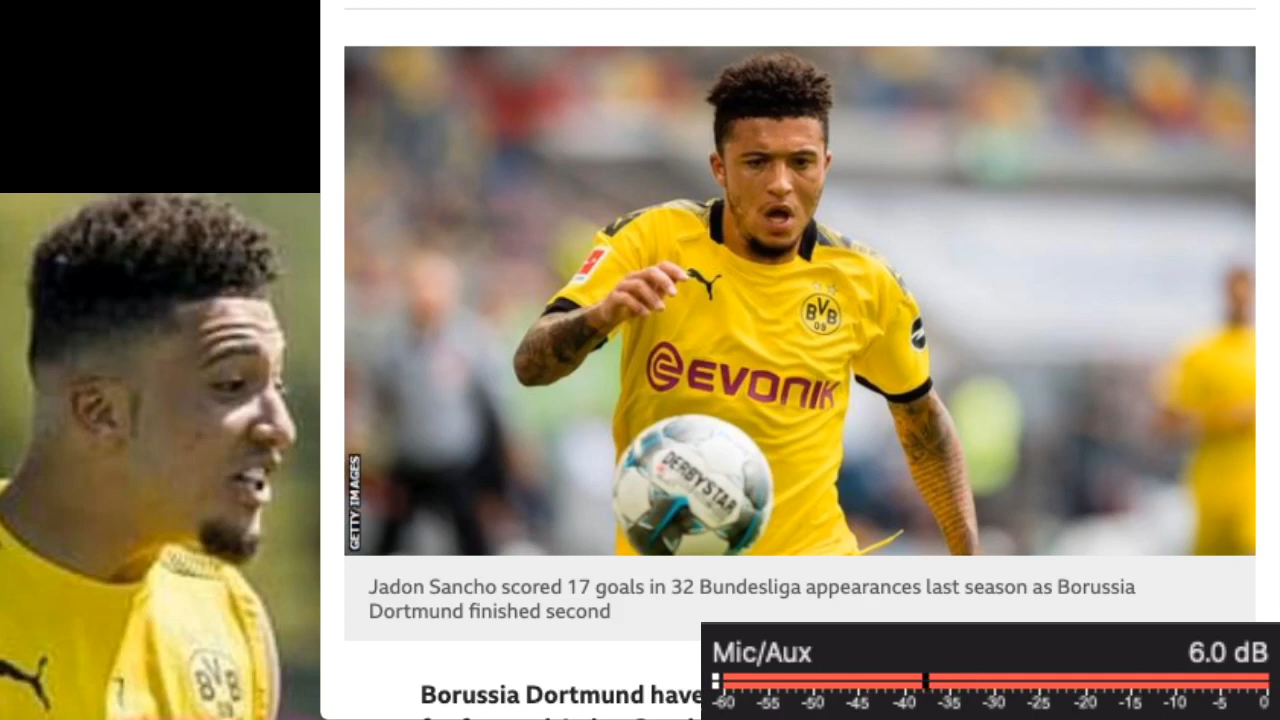 EVONIK
BVB
09
DERBYSTAR
GETTY IMAGES
Jadon Sancho scored 17 goals in 32 Bundesliga appearances last season as Borussia
Dortmund finished second
Borussia Dortmund have
Mic/Aux 6.0 dB
-60 -55 -50 -45 -40 -35 -30 -25 -20 -15 -10 -5 0